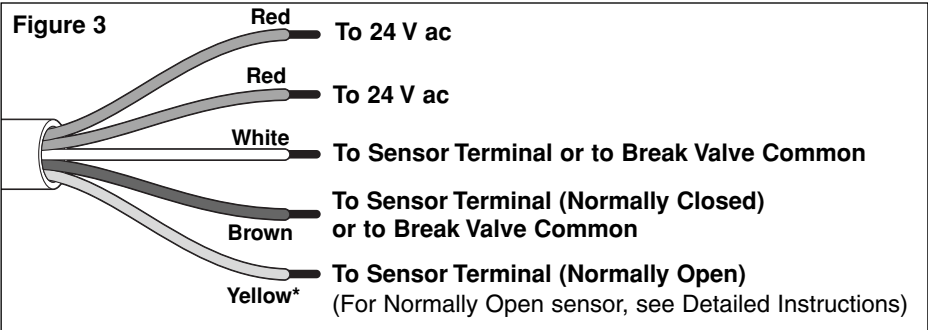 Figure 3
Red
To 24 V ac
Red
To 24 V ac
White
To Sensor Terminal or to Break Valve Common
Brown
To Sensor Terminal (Normally Closed)
or to Break Valve Common
Yellow*
To Sensor Terminal (Normally Open)
(For Normally Open sensor, see Detailed Instructions)